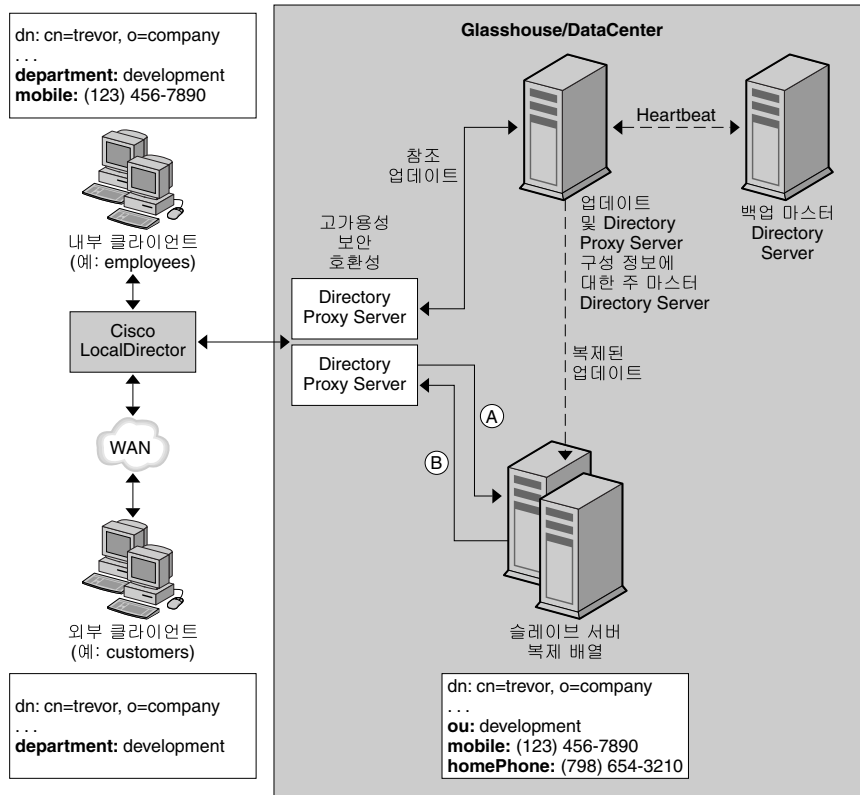 dn: cn=trevor, o=company
. . .
department: development
mobile: (123) 456-7890
내부 클라이언트
(예: employees)
Cisco
LocalDirector
WAN
외부 클라이언트
(예: customers)
dn: cn=trevor, o=company
. . .
department: development
Glasshouse/DataCenter
Heartbeat
참조
업데이트
고가용성
보안
호환성
Directory
Proxy Server
Directory
Proxy Server
업데이트
및 Directory
Proxy Server
구성 정보에
대한 주 마스터
Directory Server
백업 마스터
Directory
Server
복제된
업데이트
A
B
슬레이브 서버
복제 배열
dn: cn=trevor, o=company
. . .
ou: development
mobile: (123) 456-7890
homePhone: (798) 654-3210